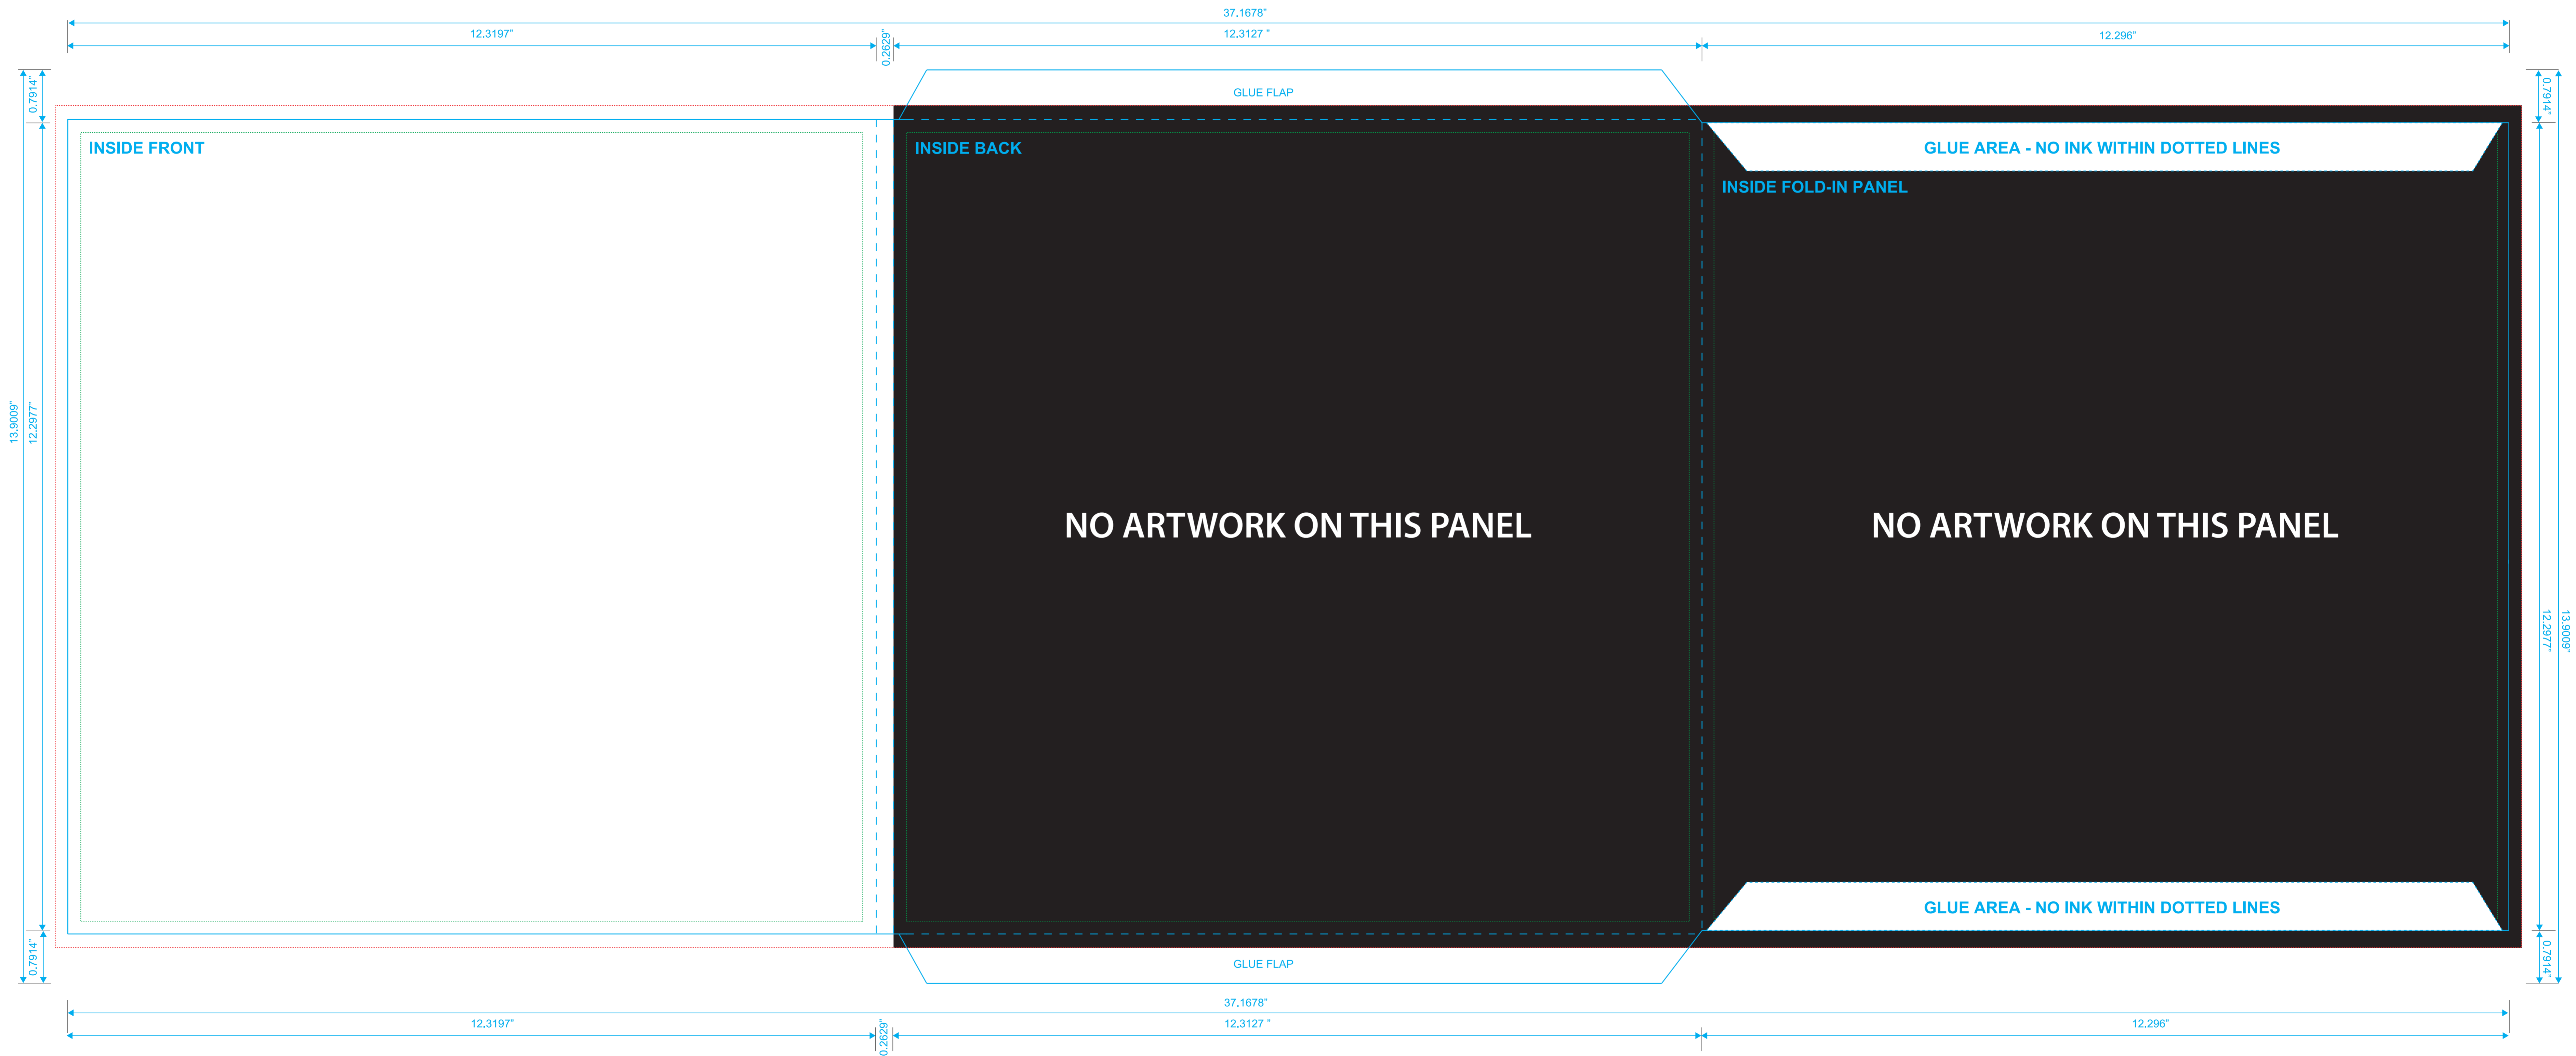 37.1678"
12.3197"
0.2629"
12.3127 "
12.296"
0.7914"
0.7914"
GLUE FLAP
INSIDE FRONT
INSIDE BACK
GLUE AREA - NO INK WITHIN DOTTED LINES
INSIDE FOLD-IN PANEL
13.9009"
12.2977"
NO ARTWORK ON THIS PANEL
NO ARTWORK ON THIS PANEL
12.2977"
13.9009"
GLUE AREA - NO INK WITHIN DOTTED LINES
0.7914"
GLUE FLAP
0.7914"
37.1678"
12.3197"
0.2629"
12.3127 "
12.296"